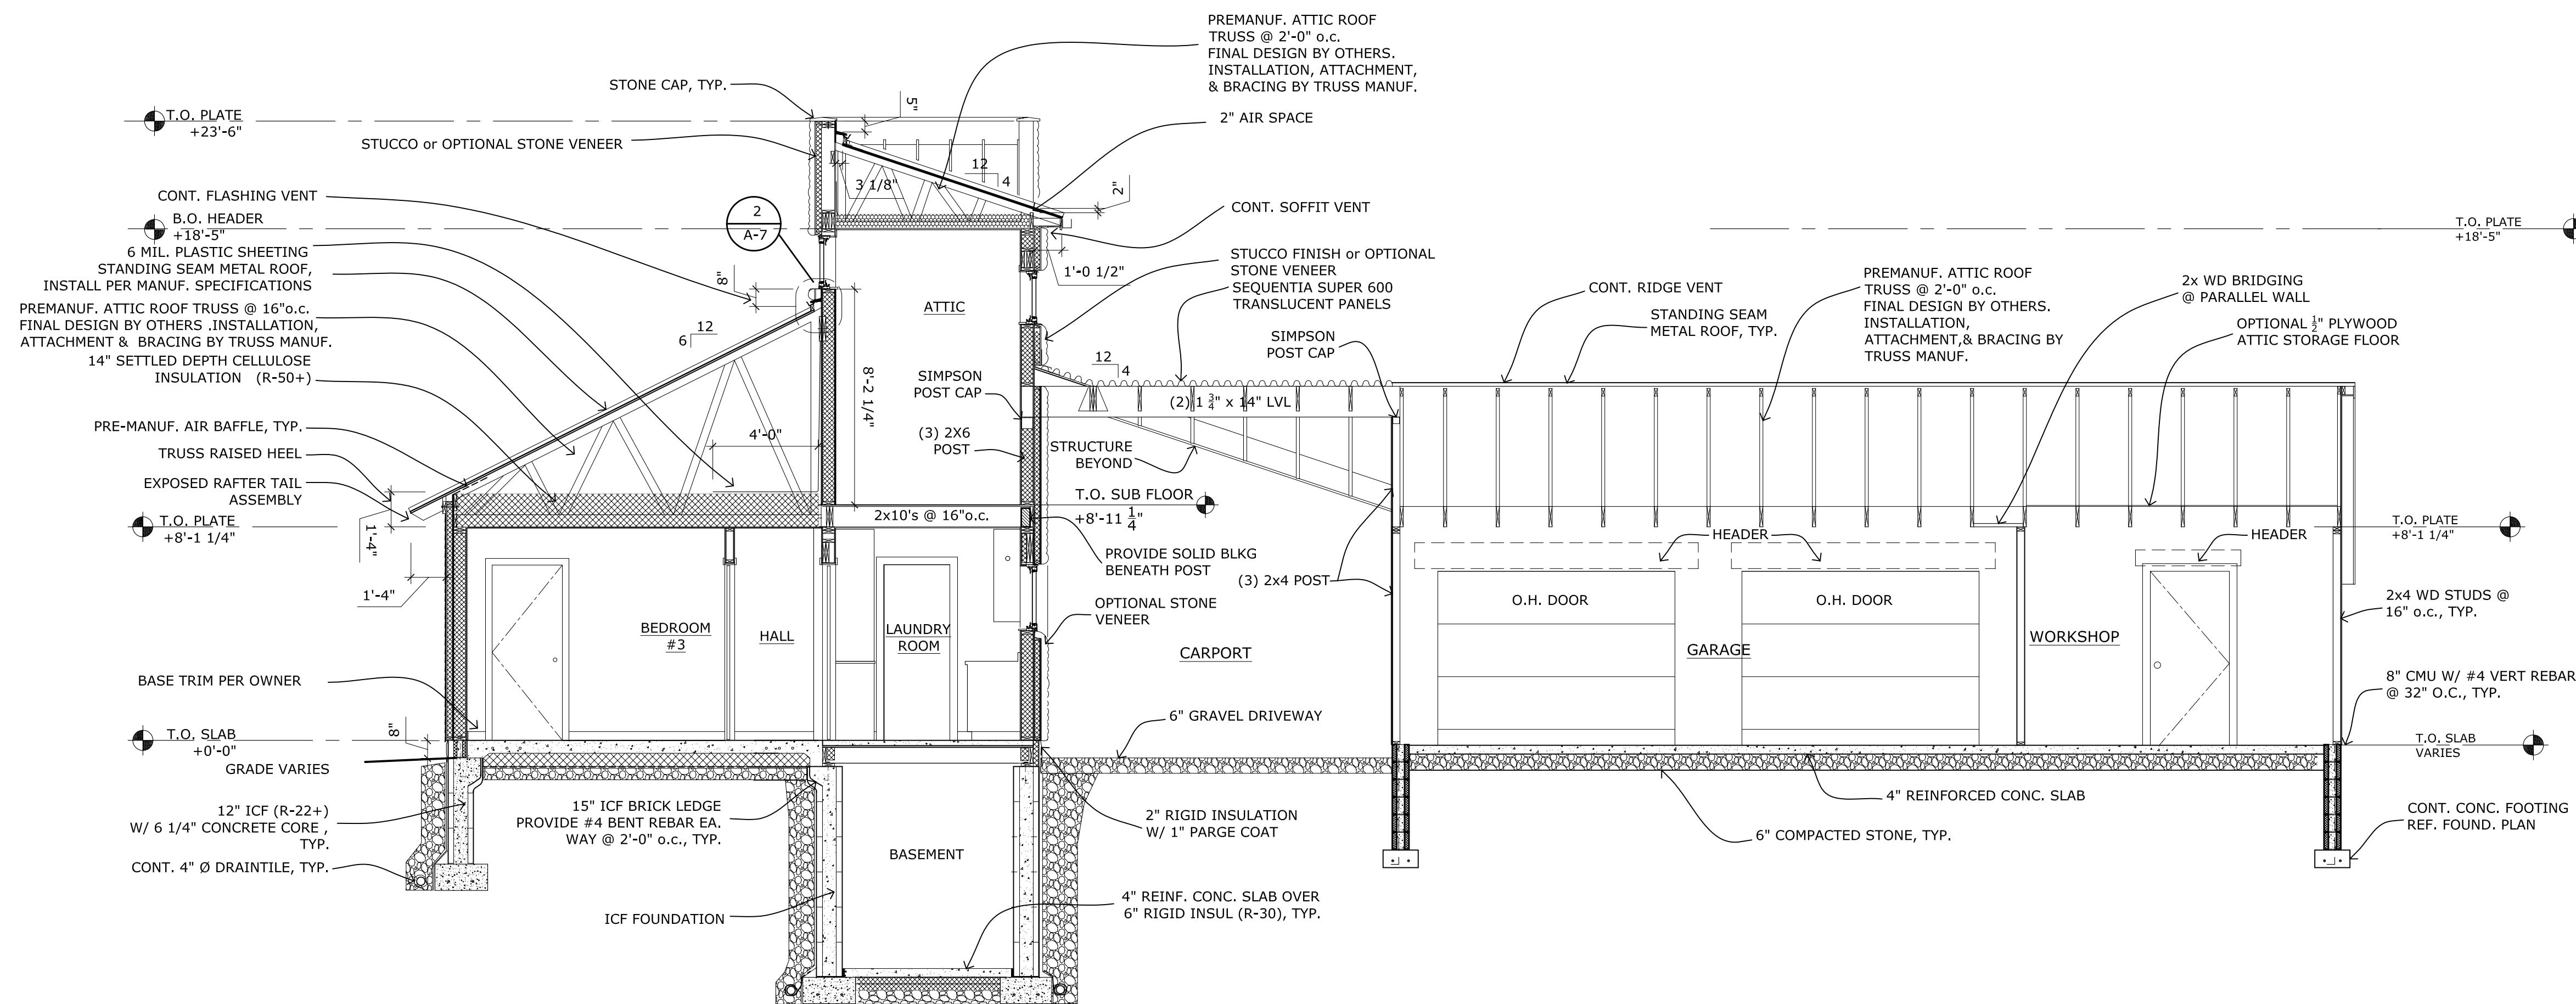 PREMANUF. ATTIC ROOF
TRUSS @ 2'-0" o.c.
FINAL DESIGN BY OTHERS.
INSTALLATION, ATTACHMENT,
& BRACING BY TRUSS MANUF.
STONE CAP, TYP.
5"
T.O. PLATE
+23'-6"
2" AIR SPACE
STUCCO or OPTIONAL STONE VENEER
12
4
3 1/8"
2"
CONT. FLASHING VENT
CONT. SOFFIT VENT
2
A-7
B.O. HEADER
+18'-5"
T.O. PLATE
+18'-5"
6 MIL. PLASTIC SHEETING
STANDING SEAM METAL ROOF,
INSTALL PER MANUF. SPECIFICATIONS
8"
1'-0 1/2"
STUCCO FINISH or OPTIONAL
STONE VENEER
SEQUENTIA SUPER 600
TRANSLUCENT PANELS
CONT. RIDGE VENT
STANDING SEAM
METAL ROOF, TYP.
PREMANUF. ATTIC ROOF
TRUSS @ 2'-0" o.c.
FINAL DESIGN BY OTHERS.
INSTALLATION,
ATTACHMENT,& BRACING BY
TRUSS MANUF.
2x WD BRIDGING
@ PARALLEL WALL
OPTIONAL ½" PLYWOOD
ATTIC STORAGE FLOOR
PREMANUF. ATTIC ROOF TRUSS @ 16"o.c.
FINAL DESIGN BY OTHERS .INSTALLATION,
ATTACHMENT & BRACING BY TRUSS MANUF.
ATTIC
12
6
SIMPSON
POST CAP
12
4
14" SETTLED DEPTH CELLULOSE
INSULATION (R-50+)
8'-2 1/4"
SIMPSON
POST CAP
(2) 1 ¾" x 14" LVL
PRE-MANUF. AIR BAFFLE, TYP.
4'-0"
(3) 2X6
POST
STRUCTURE
BEYOND
TRUSS RAISED HEEL
EXPOSED RAFTER TAIL
ASSEMBLY
T.O. SUB FLOOR
+8'-11 ¼"
2x10's @ 16"o.c.
T.O. PLATE
+8'-1 1/4"
T.O. PLATE
+8'-1 1/4"
1'-4"
HEADER
HEADER
PROVIDE SOLID BLKG
BENEATH POST
(3) 2x4 POST
1'-4"
OPTIONAL STONE
VENEER
O.H. DOOR
O.H. DOOR
2x4 WD STUDS @
16" o.c., TYP.
BEDROOM
#3
HALL
LAUNDRY
ROOM
CARPORT
GARAGE
WORKSHOP
BASE TRIM PER OWNER
8" CMU W/ #4 VERT REBAR
@ 32" O.C., TYP.
6" GRAVEL DRIVEWAY
8"
T.O. SLAB
+0'-0"
T.O. SLAB
VARIES
GRADE VARIES
12" ICF (R-22+)
W/ 6 1/4" CONCRETE CORE ,
TYP.
15" ICF BRICK LEDGE
PROVIDE #4 BENT REBAR EA.
WAY @ 2'-0" o.c., TYP.
2" RIGID INSULATION
W/ 1" PARGE COAT
4" REINFORCED CONC. SLAB
CONT. CONC. FOOTING
REF. FOUND. PLAN
6" COMPACTED STONE, TYP.
BASEMENT
CONT. 4" Ø DRAINTILE, TYP.
4" REINF. CONC. SLAB OVER
6" RIGID INSUL (R-30), TYP.
ICF FOUNDATION